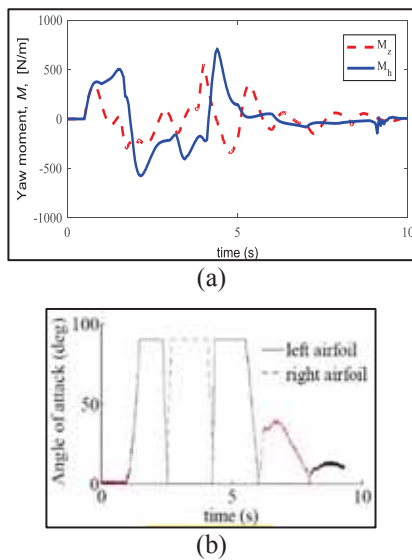 1000
500
0
-500
-1000
Yaw moment. M, [N/m]
M_z
M_h
0
5
10
time (s)
(a)
100
50
0
Angle of attack (deg)
left airfoil
right airfoil
0
5
10
time (s)
(b)